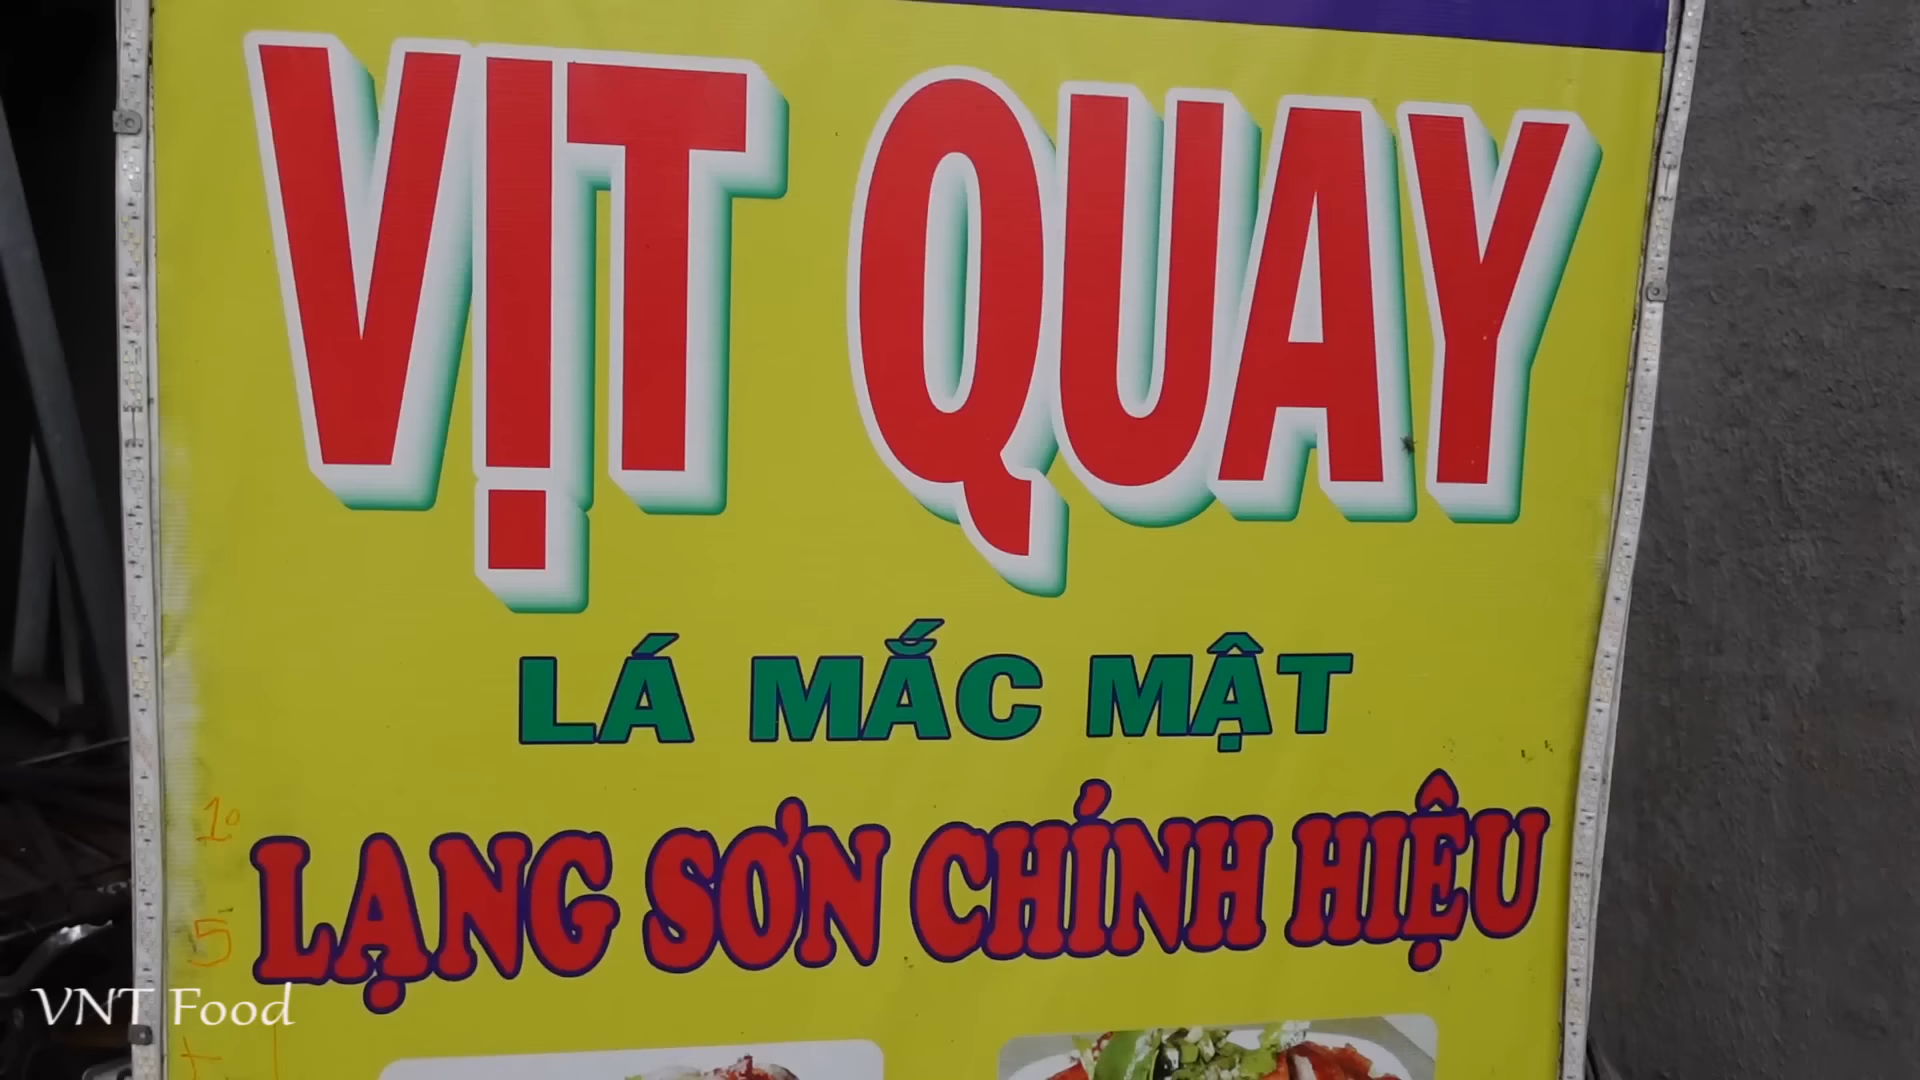 VỊT QUAY
LÁ MẮC MẬT
LẠNG SƠN CHÍNH HIỆU
VNT Food